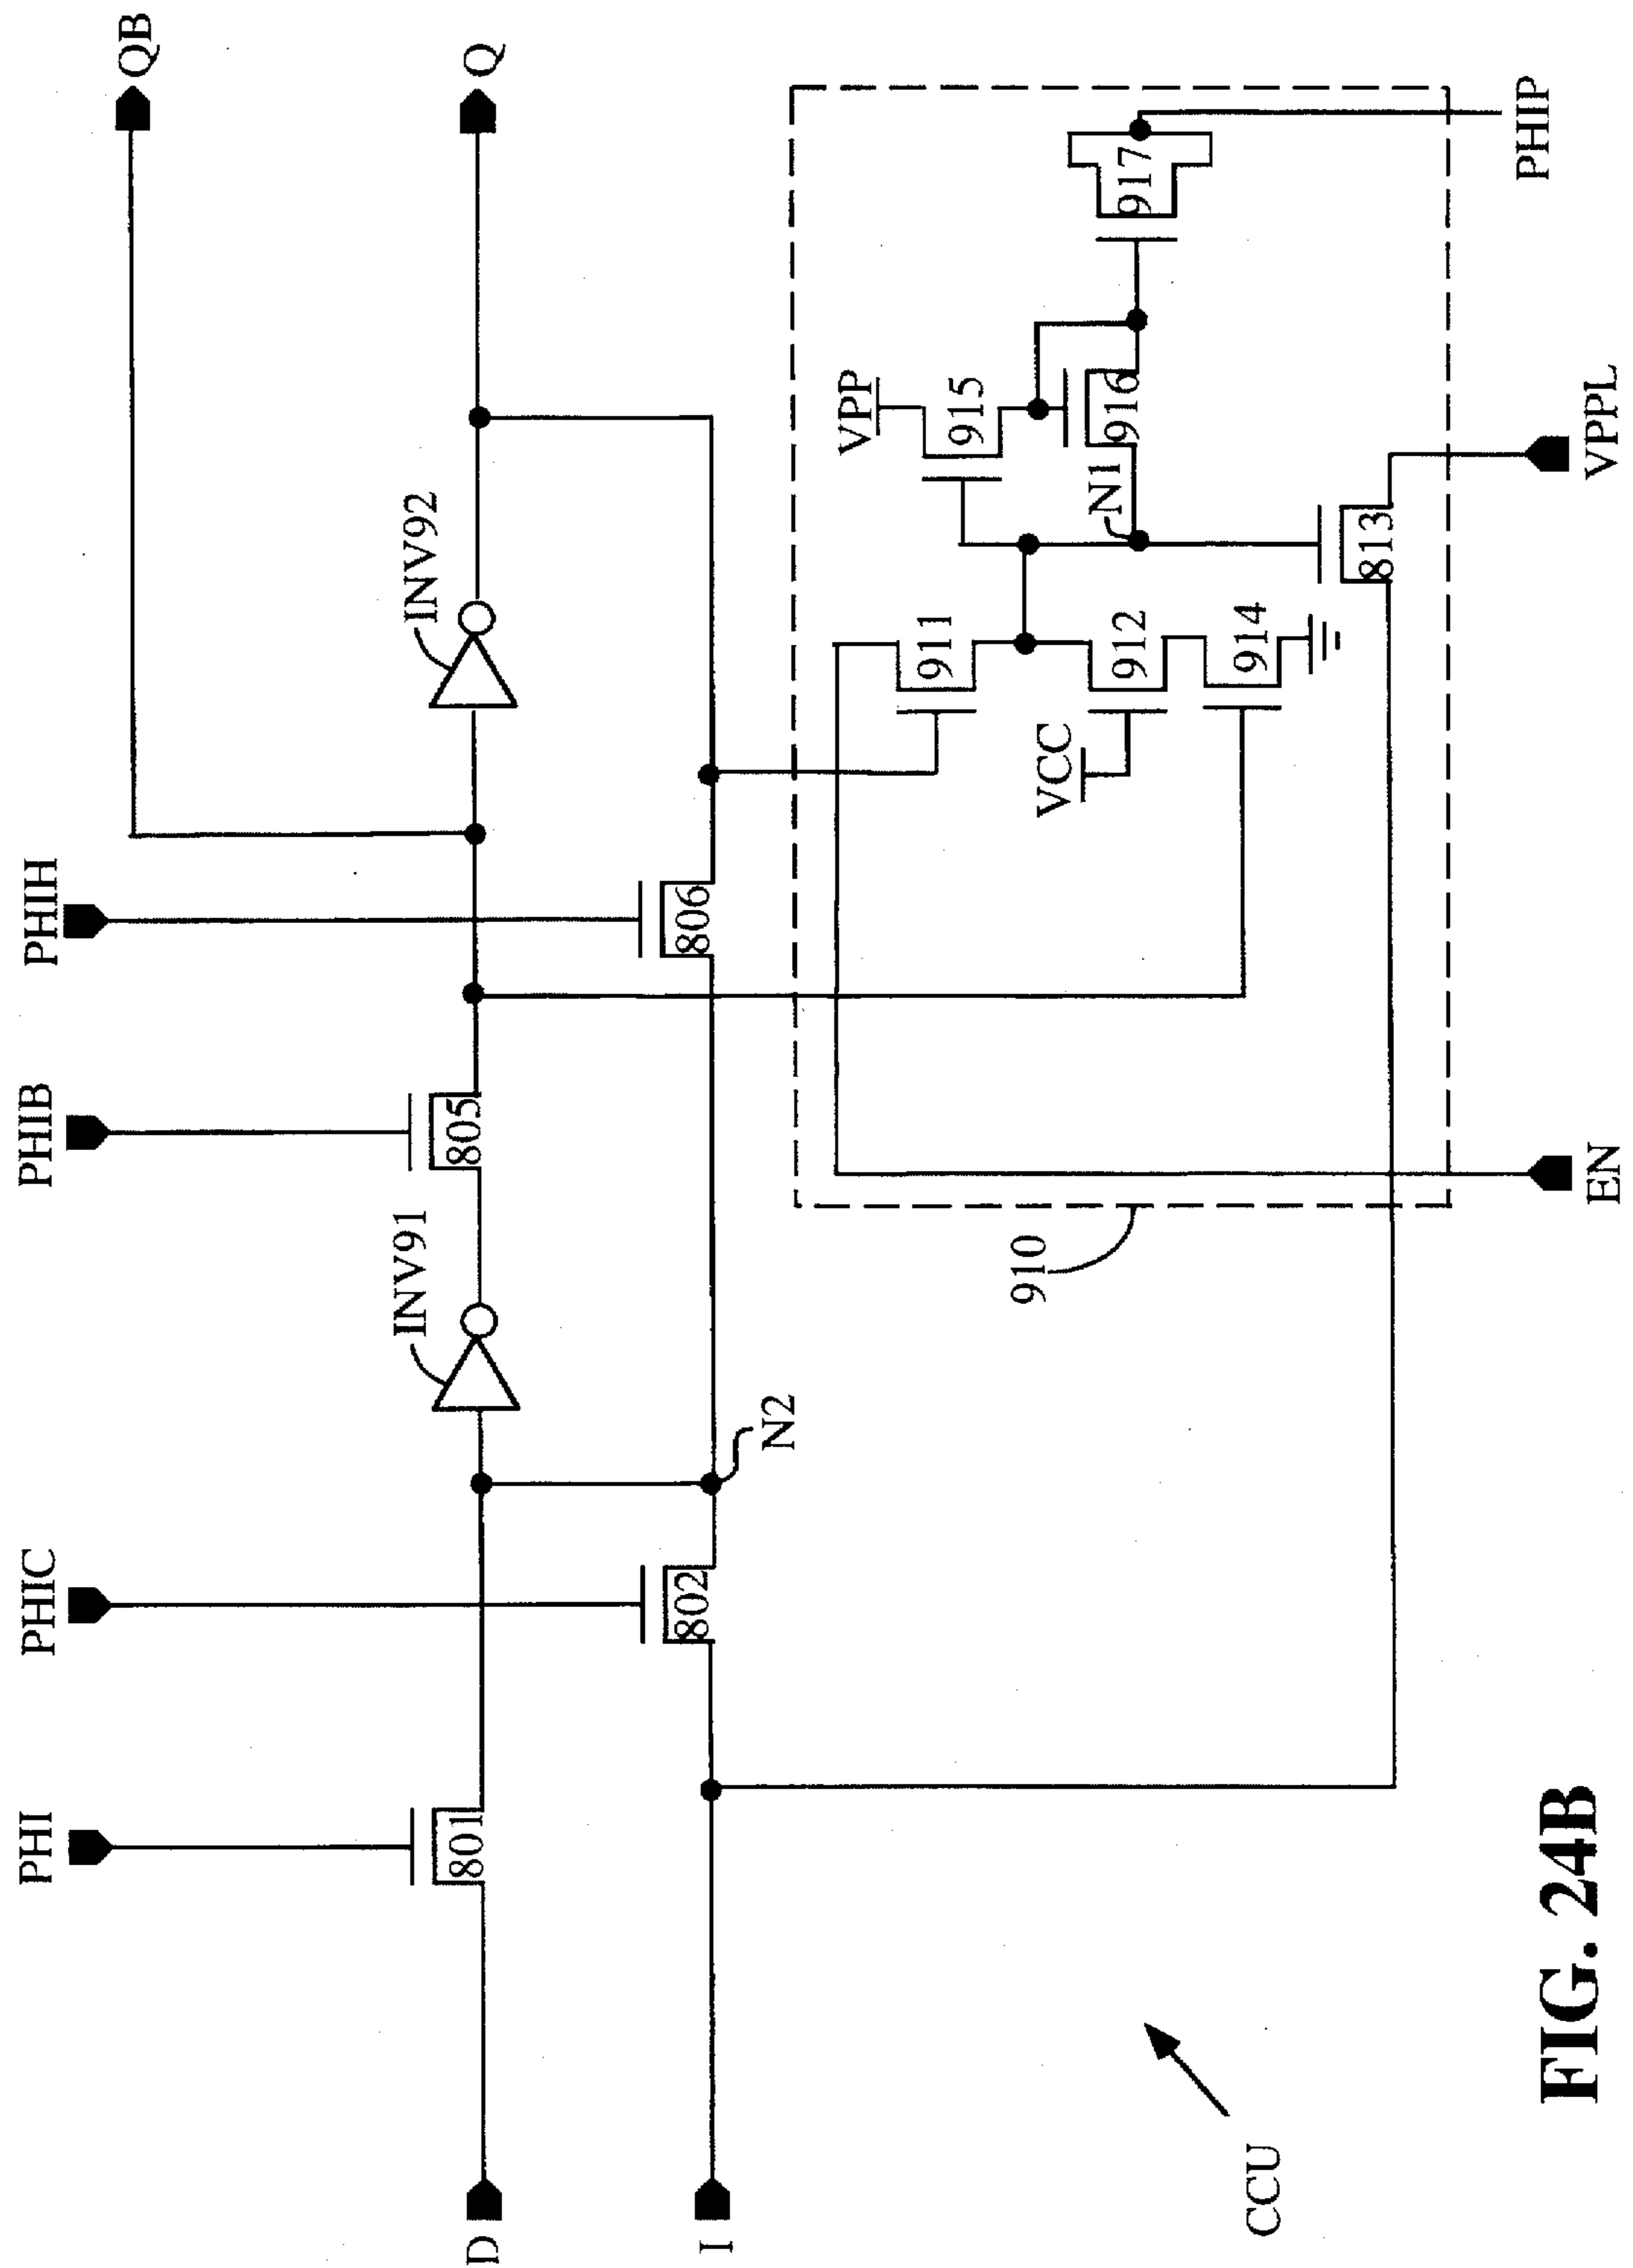 PHI
PHIC
PHIB
PHIH
QB
INV91
INV92
801
805
D
Q
802
806
I
N2
VPP
915
917
911
916
VCC
912
N1
914
813
910
EN
VPPL
PHIP
CCU
FIG. 24B